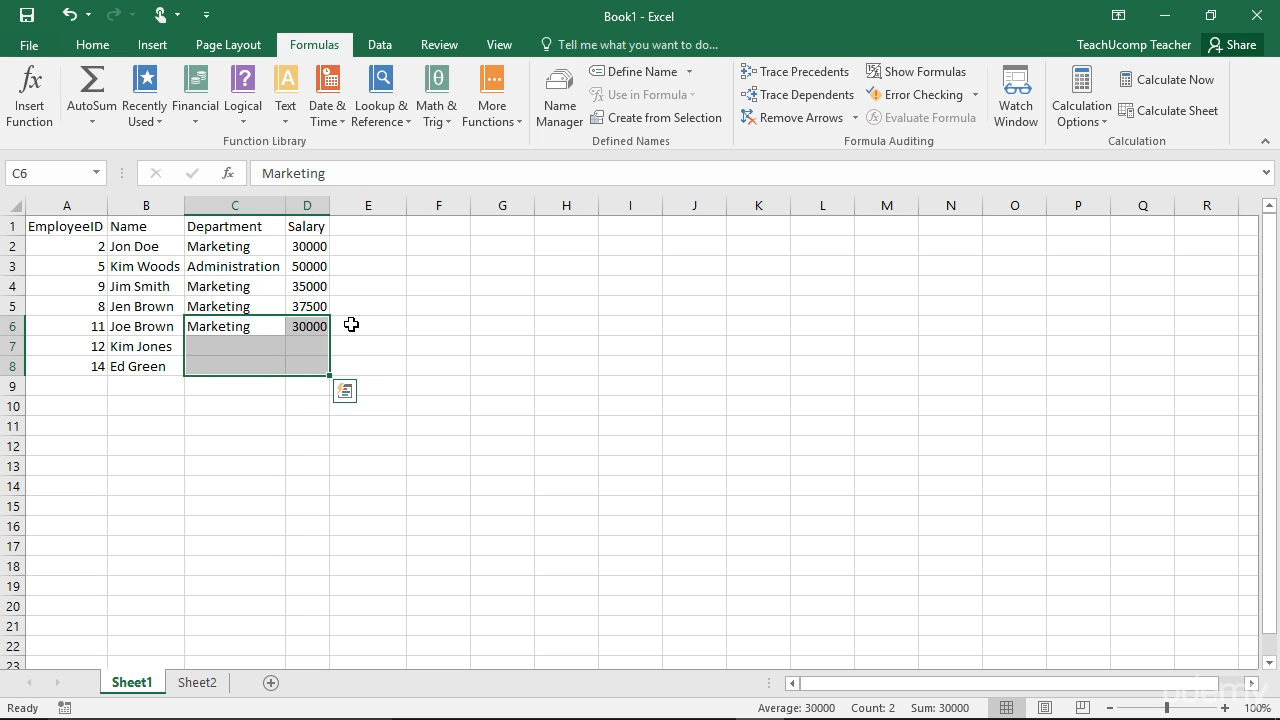 Book1 - Excel
File Home Insert Page Layout Formulas Data Review View Tell me what you want to do... TeachUcomp Teacher Share
Insert Function
AutoSum
Recently Used
Financial
Logical
Text
Date & Time
Lookup & Reference
Math & Trig
More Functions
Function Library
Name Manager
Define Name
Use in Formula
Create from Selection
Defined Names
Trace Precedents
Trace Dependents
Remove Arrows
Show Formulas
Error Checking
Evaluate Formula
Formula Auditing
Watch Window
Calculation Options
Calculate Now
Calculate Sheet
Calculation
C6 fx Marketing
A B C D E F G H I J K L M N O P Q R
1 EmployeeID Name Department Salary
2 2 Jon Doe Marketing 30000
3 5 Kim Woods Administration 50000
4 9 Jim Smith Marketing 35000
5 8 Jen Brown Marketing 37500
6 11 Joe Brown Marketing 30000
7 12 Kim Jones
8 14 Ed Green
9
10
11
12
13
14
15
16
17
18
19
20
21
22
23
Sheet1 Sheet2
udemy
Ready Average: 30000 Count: 2 Sum: 30000 100%